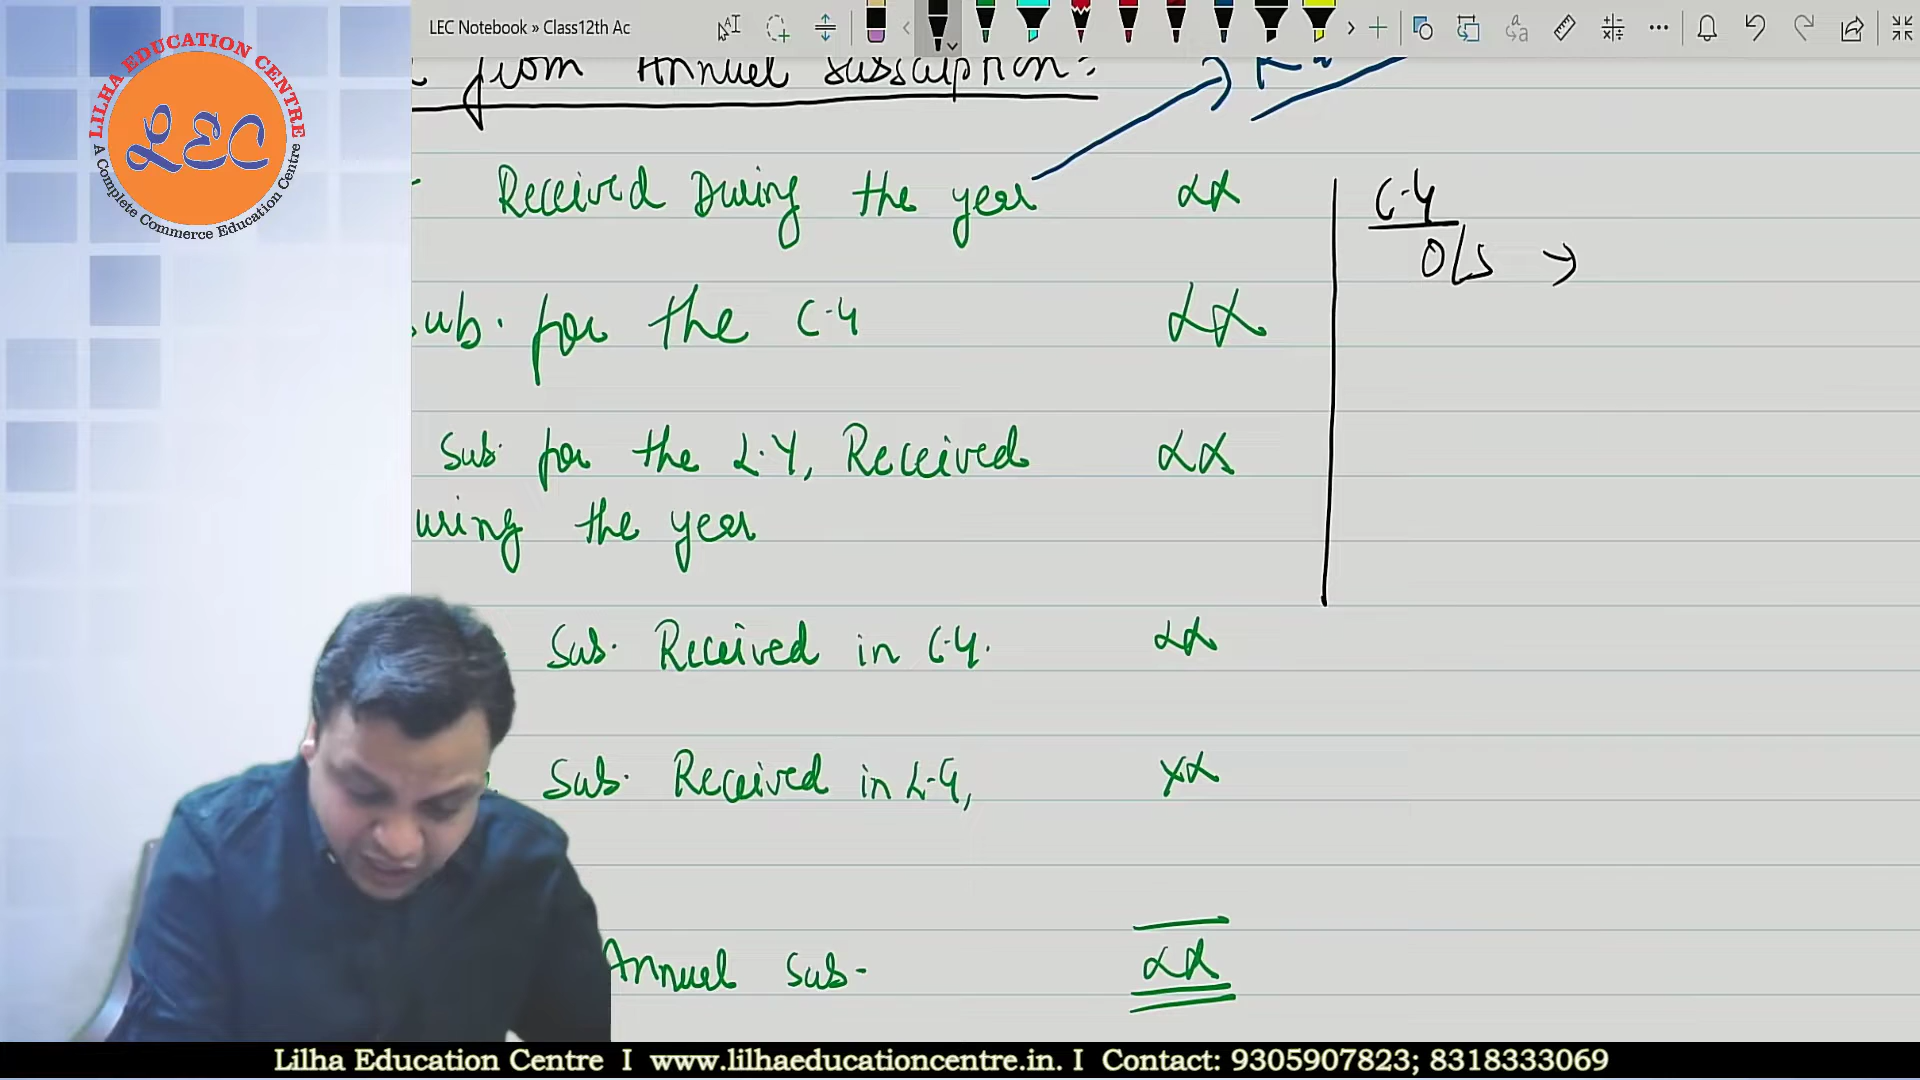 LEC Notebook » Class12th Ac
LILHA EDUCATION CENTRE
LEC
A Complete Commerce Education Centre
from Annual Subscription:
Received During the year xx
C.Y
O/S →
Sub. for the C.Y xx
Sub. for the L.Y, Received xx
uring the year
Sub. Received in C.Y. xx
Sub. Received in L.Y, xx
Annual Sub. xx
Lilha Education Centre I www.lilhaeducationcentre.in. I Contact: 9305907823; 8318333069